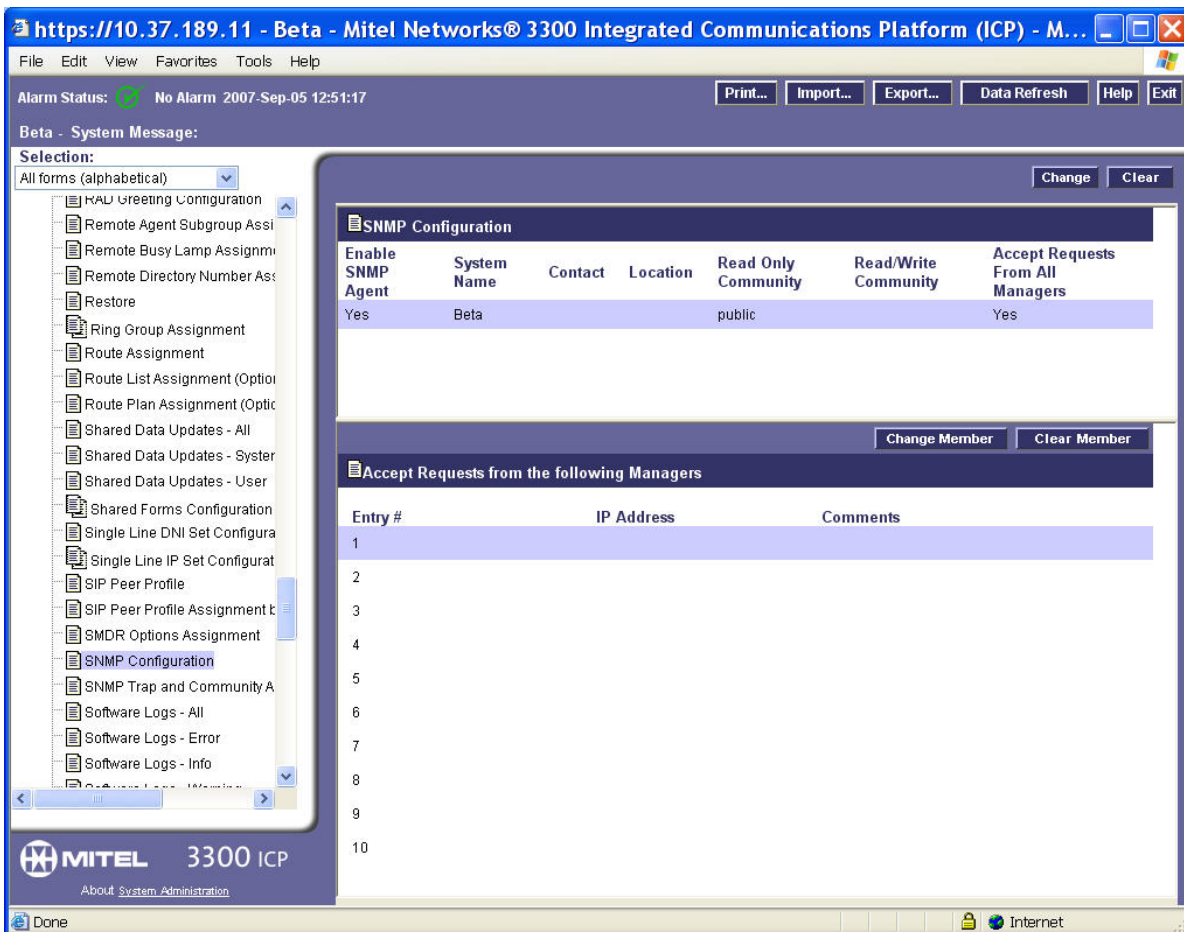 https://10.37.189.11 - Beta - Mitel Networks® 3300 Integrated Communications Platform (ICP) - M...
File Edit View Favorites Tools Help
Alarm Status: No Alarm 2007-Sep-05 12:51:17
Print... Import... Export... Data Refresh Help Exit
Beta - System Message:
Selection:
All forms (alphabetical)
RAD Greeting Configuration
Remote Agent Subgroup Assi
Remote Busy Lamp Assignm
Remote Directory Number Ass
Restore
Ring Group Assignment
Route Assignment
Route List Assignment (Option
Route Plan Assignment (Optio
Shared Data Updates - All
Shared Data Updates - System
Shared Data Updates - User
Shared Forms Configuration
Single Line DNI Set Configura
Single Line IP Set Configurat
SIP Peer Profile
SIP Peer Profile Assignment b
SMDR Options Assignment
SNMP Configuration
SNMP Trap and Community A
Software Logs - All
Software Logs - Error
Software Logs - Info
MITEL 3300 ICP
About System Administration
Change Clear
SNMP Configuration
Enable SNMP Agent System Name Contact Location Read Only Community Read/Write Community Accept Requests From All Managers
Yes Beta public Yes
Change Member Clear Member
Accept Requests from the following Managers
Entry # IP Address Comments
1
2
3
4
5
6
7
8
9
10
Done Internet